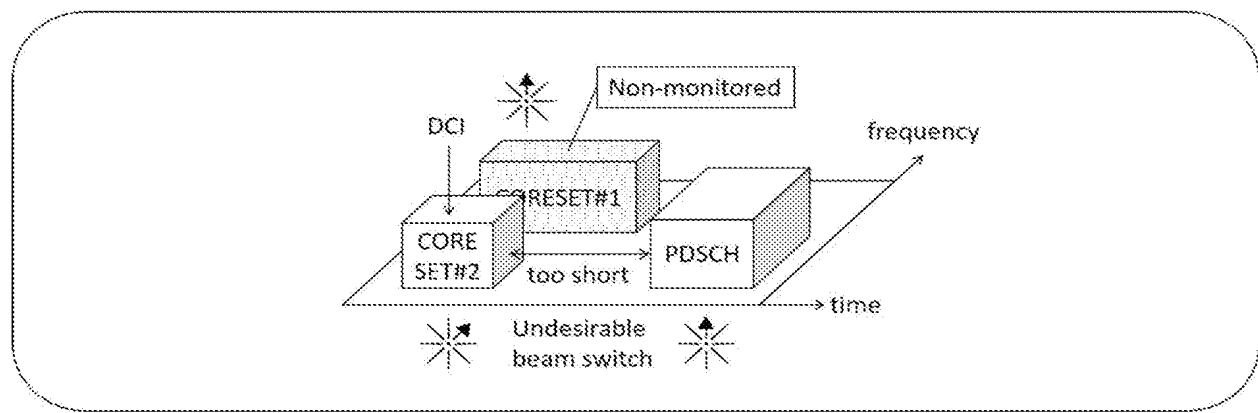 Non-monitored
DCI
frequency
CORESET#1
CORE
SET#2
PDSCH
too short
time
Undesirable
beam switch